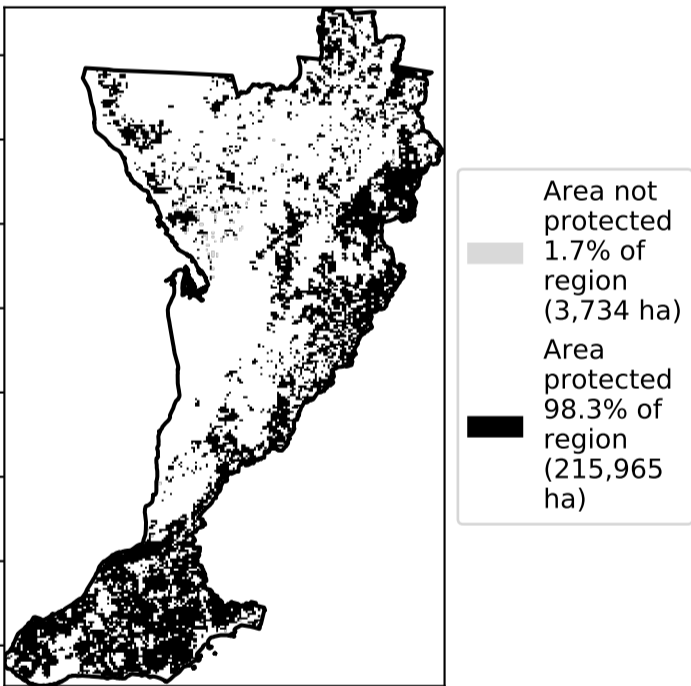 Area not
protected
1.7% of
region
(3,734 ha)
Area
protected
98.3% of
region
(215,965
ha)